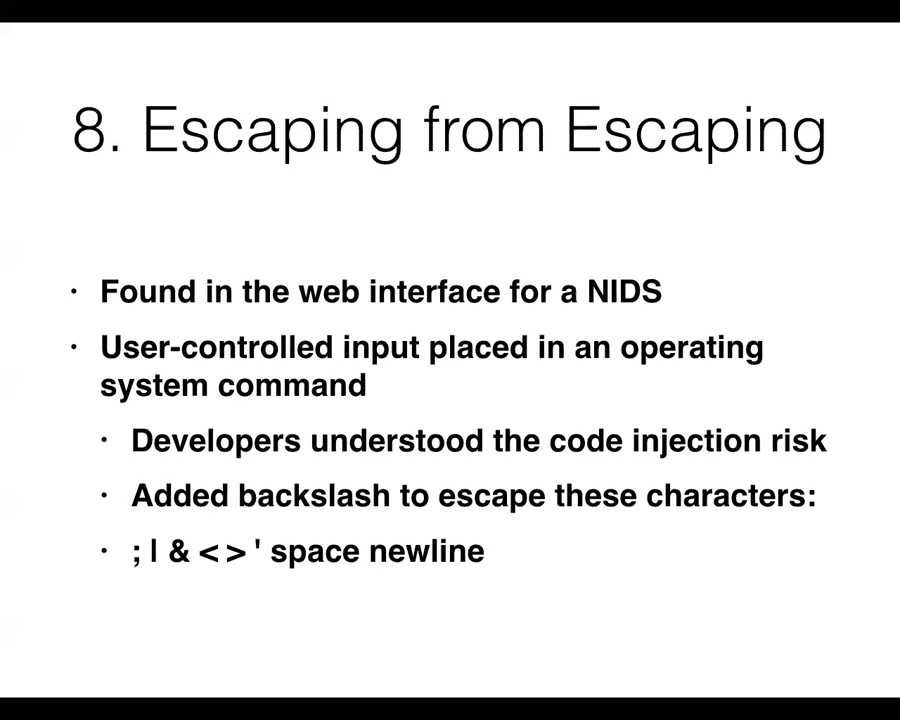 8. Escaping from Escaping
· Found in the web interface for a NIDS
· User-controlled input placed in an operating
system command
· Developers understood the code injection risk
· Added backslash to escape these characters:
· ; | & < > ' space newline